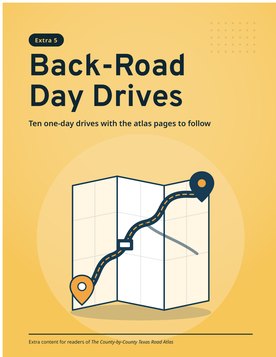 Extra 5
Back-Road
Day Drives
Ten one-day drives with the atlas pages to follow
Extra content for readers of The County-by-County Texas Road Atlas